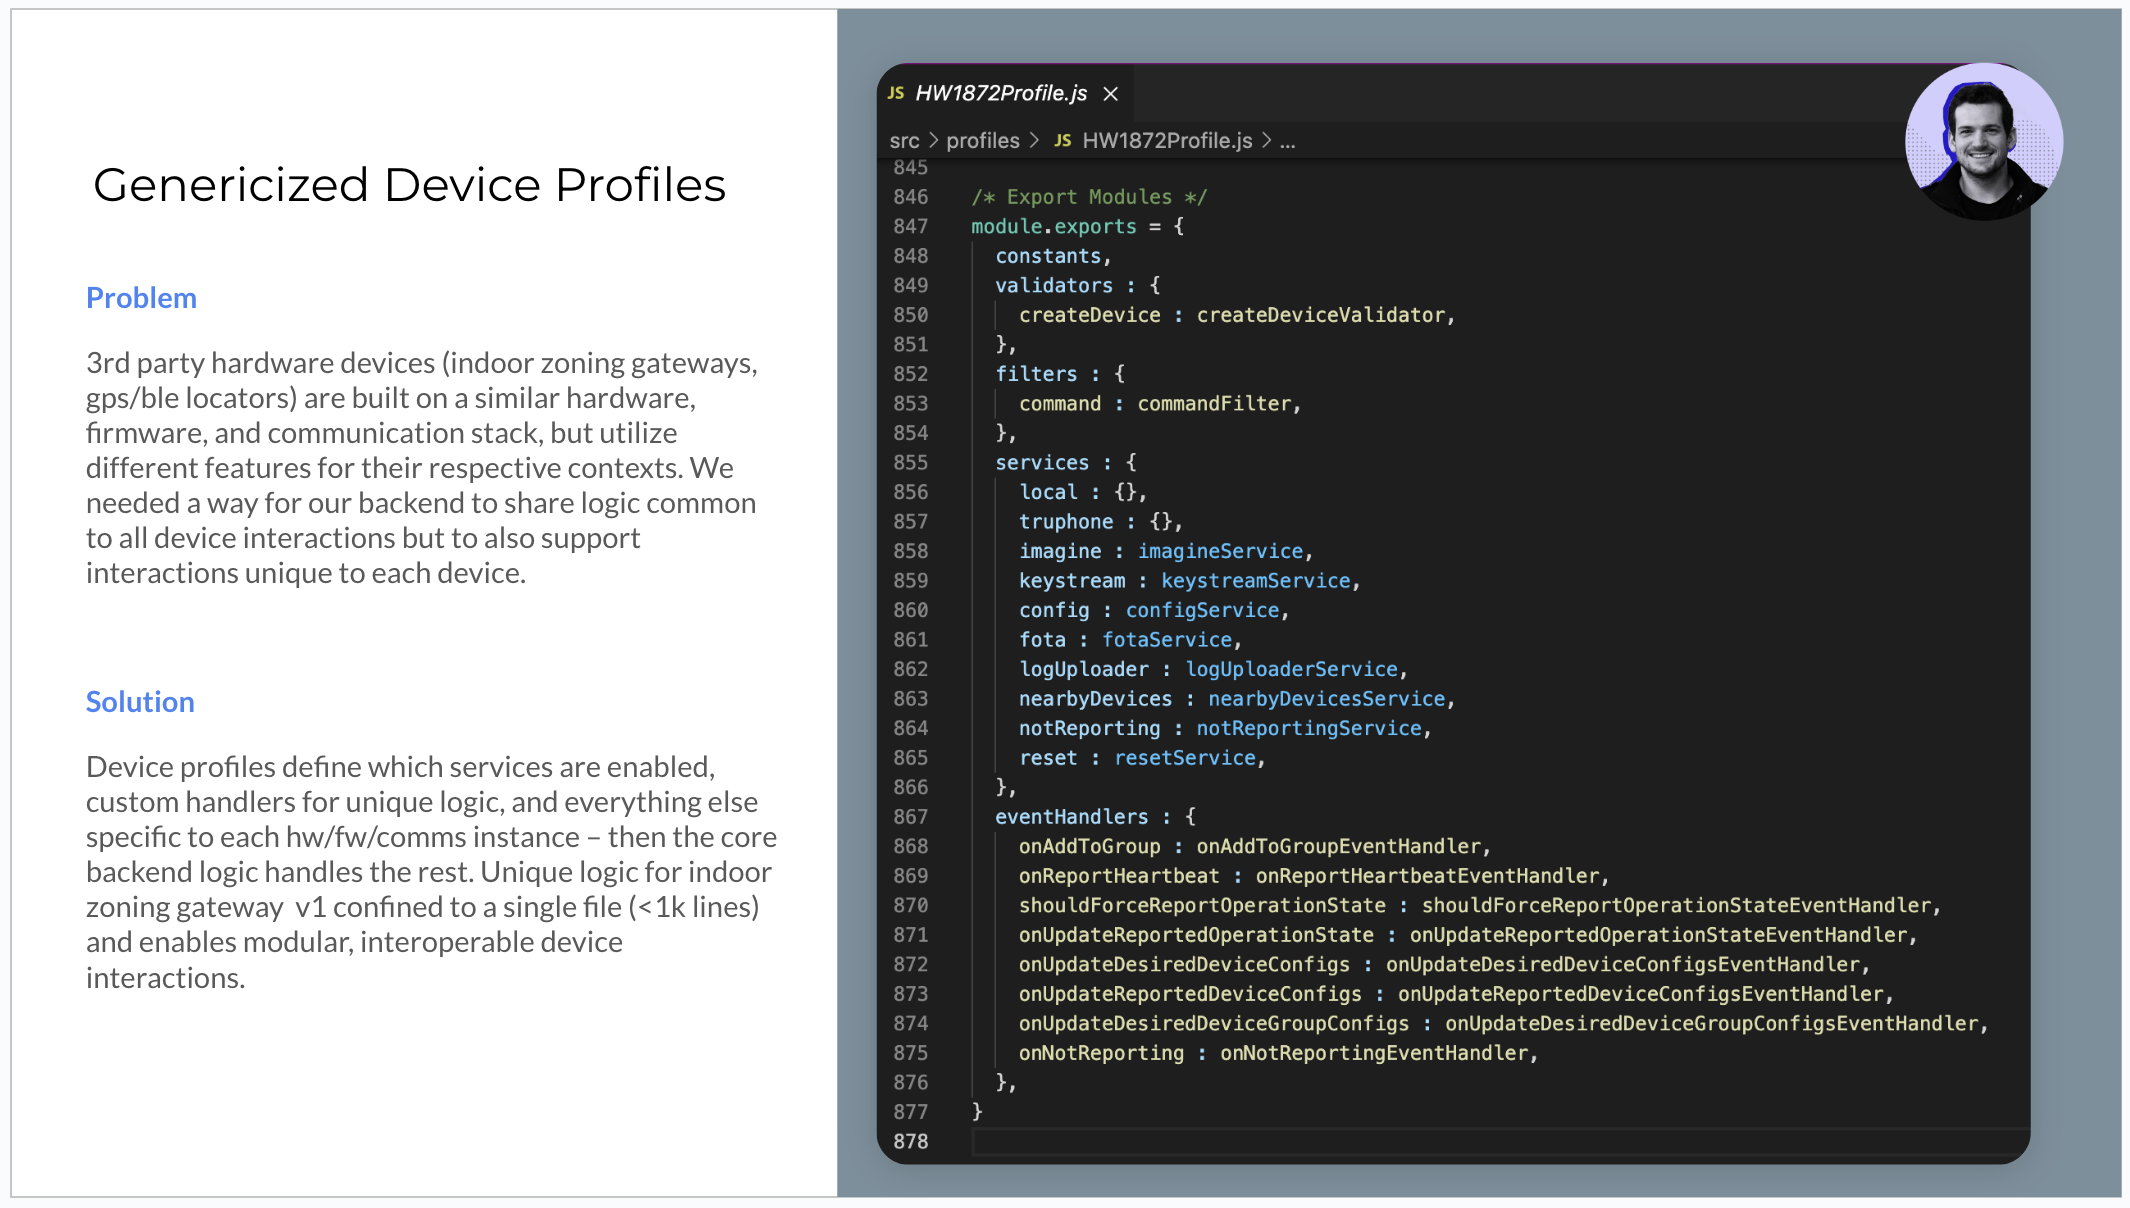 Genericized Device Profiles
Problem
3rd party hardware devices (indoor zoning gateways,
gps/ble locators) are built on a similar hardware,
firmware, and communication stack, but utilize
different features for their respective contexts. We
needed a way for our backend to share logic common
to all device interactions but to also support
interactions unique to each device.
Solution
Device profiles define which services are enabled,
custom handlers for unique logic, and everything else
specific to each hw/fw/comms instance – then the core
backend logic handles the rest. Unique logic for indoor
zoning gateway  v1 confined to a single file (<1k lines)
and enables modular, interoperable device
interactions.
JS HW1872Profile.js ×
src > profiles > JS HW1872Profile.js > ...
845
846 /* Export Modules */
847 module.exports = {
848   constants,
849   validators : {
850     createDevice : createDeviceValidator,
851   },
852   filters : {
853     command : commandFilter,
854   },
855   services : {
856     local : {},
857     truphone : {},
858     imagine : imagineService,
859     keystream : keystreamService,
860     config : configService,
861     fota : fotaService,
862     logUploader : logUploaderService,
863     nearbyDevices : nearbyDevicesService,
864     notReporting : notReportingService,
865     reset : resetService,
866   },
867   eventHandlers : {
868     onAddToGroup : onAddToGroupEventHandler,
869     onReportHeartbeat : onReportHeartbeatEventHandler,
870     shouldForceReportOperationState : shouldForceReportOperationStateEventHandler,
871     onUpdateReportedOperationState : onUpdateReportedOperationStateEventHandler,
872     onUpdateDesiredDeviceConfigs : onUpdateDesiredDeviceConfigsEventHandler,
873     onUpdateReportedDeviceConfigs : onUpdateReportedDeviceConfigsEventHandler,
874     onUpdateDesiredDeviceGroupConfigs : onUpdateDesiredDeviceGroupConfigsEventHandler,
875     onNotReporting : onNotReportingEventHandler,
876   },
877 }
878